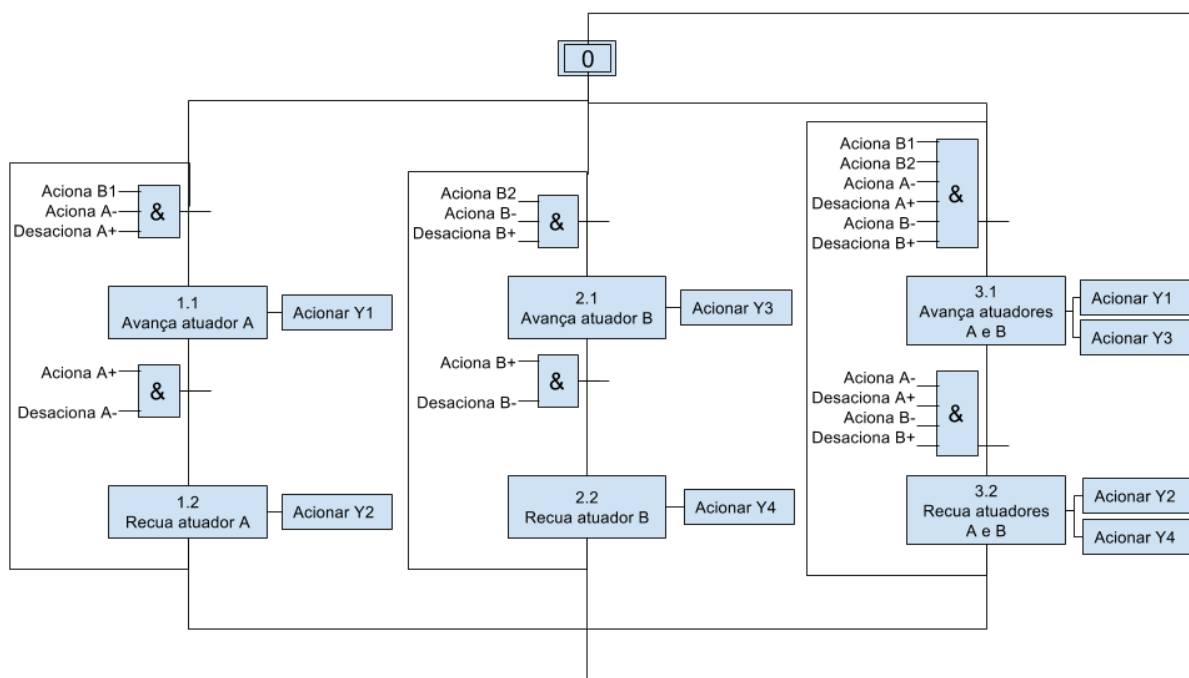 0
Aciona B1
Aciona A-
Desaciona A+
&
1.1
Avança atuador A
Acionar Y1
Aciona A+
Desaciona A-
&
1.2
Recua atuador A
Acionar Y2
Aciona B2
Aciona B-
Desaciona B+
&
2.1
Avança atuador B
Acionar Y3
Aciona B+
Desaciona B-
&
2.2
Recua atuador B
Acionar Y4
Aciona B1
Aciona B2
Aciona A-
Desaciona A+
Aciona B-
Desaciona B+
&
3.1
Avança atuadores
A e B
Acionar Y1
Acionar Y3
Aciona A-
Desaciona A+
Aciona B-
Desaciona B+
&
3.2
Recua atuadores
A e B
Acionar Y2
Acionar Y4